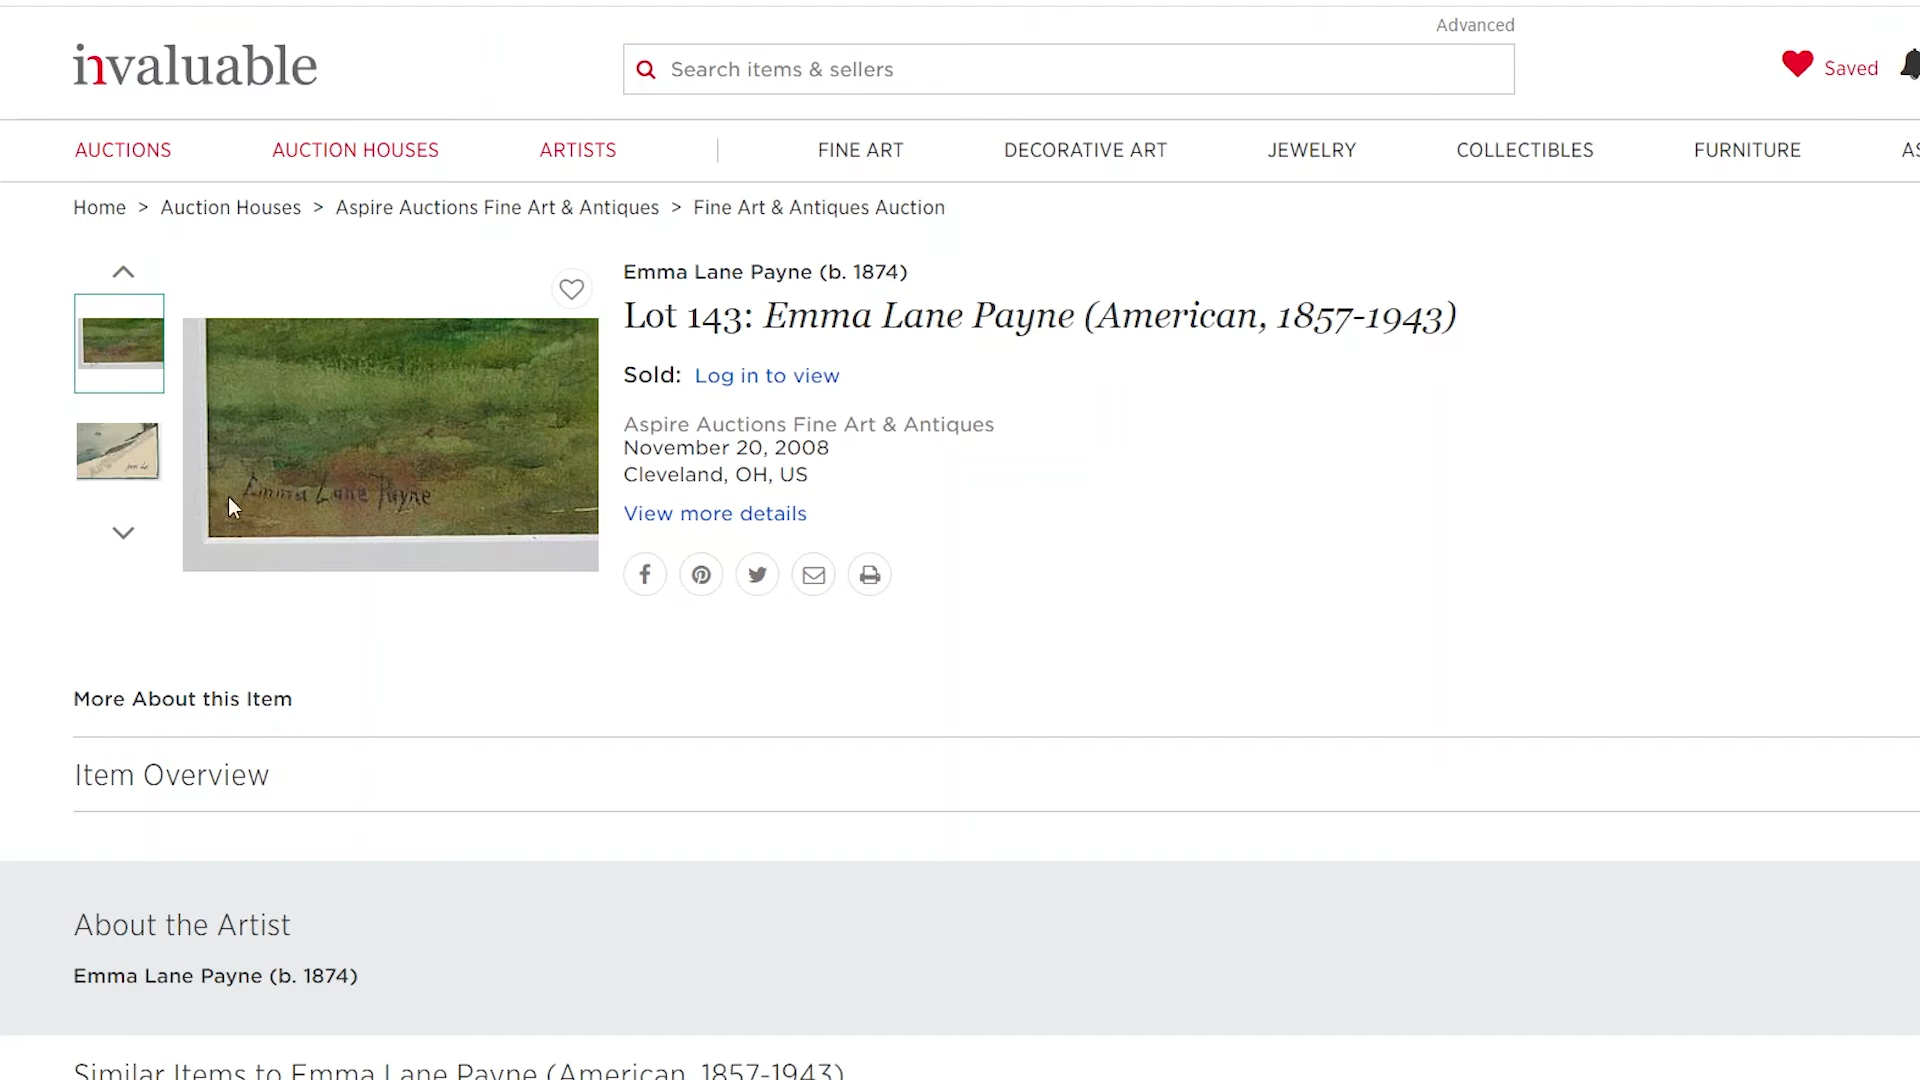 Advanced
invaluable
Search items & sellers
Saved
AUCTIONS AUCTION HOUSES ARTISTS FINE ART DECORATIVE ART JEWELRY COLLECTIBLES FURNITURE AS
Home > Auction Houses > Aspire Auctions Fine Art & Antiques > Fine Art & Antiques Auction
Emma Lane Payne (b. 1874)
Lot 143: Emma Lane Payne (American, 1857-1943)
Sold: Log in to view
Aspire Auctions Fine Art & Antiques
November 20, 2008
Cleveland, OH, US
View more details
Emma Lane Payne
More About this Item
Item Overview
About the Artist
Emma Lane Payne (b. 1874)
Similar Items to Emma Lane Payne (American, 1857-1943)